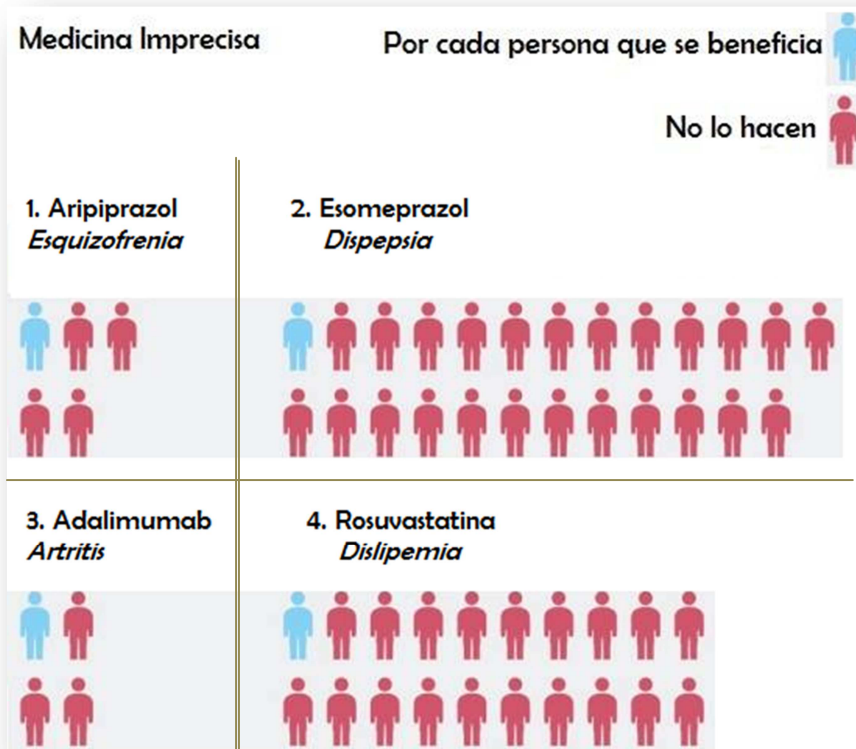 Medicina Imprecisa
Por cada persona que se beneficia
No lo hacen
1. Aripiprazol
Esquizofrenia
2. Esomeprazol
Dispepsia
3. Adalimumab
Artritis
4. Rosuvastatina
Dislipemia